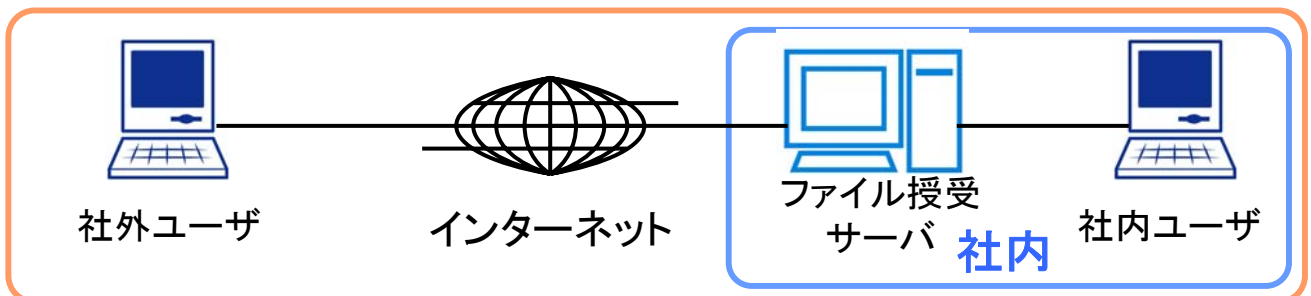 社外ユーザ
インターネット
ファイル授受
サーバ
社内
社内ユーザ